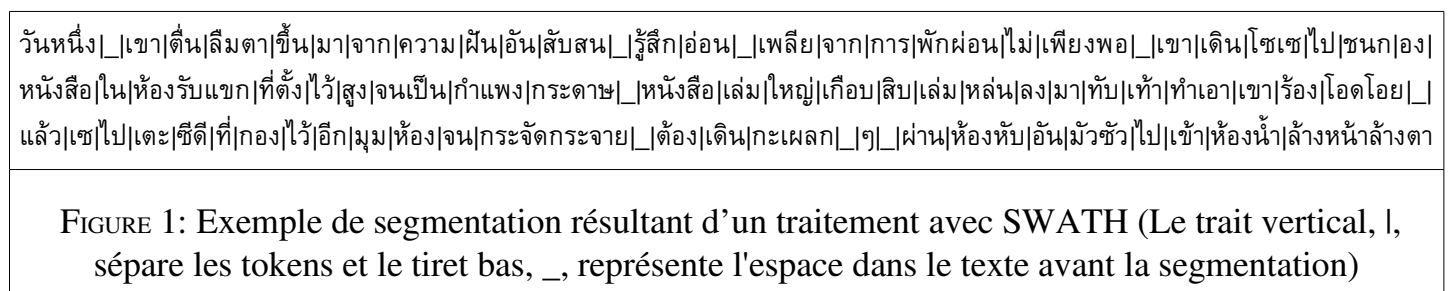 วันหนึ่ง|_|เขา|ตื่น|ลืมตา|ขึ้น|มา|จาก|ความ|ฝัน|อัน|สับสน|_|รู้สึก|อ่อน|_|เพลีย|จาก|การ|พักผ่อน|ไม่|เพียงพอ|_|เขา|เดิน|โซเซ|ไป|ชนก|อง|
หนังสือ|ใน|ห้องรับแขก|ที่ตั้ง|ไว้|สูง|จนเป็น|กำแพง|กระดาษ|_|หนังสือ|เล่ม|ใหญ่|เกือบ|สิบ|เล่ม|หล่น|ลง|มา|ทับ|เท้า|ทำเอา|เขา|ร้อง|โอดโอย|_|
แล้ว|เซ|ไป|เตะ|ซีดี|ที่|กอง|ไว้|อีก|มุม|ห้อง|จน|กระจัดกระจาย|_|ต้อง|เดิน|กะเผลก|_|ๆ|_|ผ่าน|ห้องหับ|อัน|มัวซัว|ไป|เข้า|ห้องน้ำ|ล้างหน้าล้างตา
FIGURE 1: Exemple de segmentation résultant d'un traitement avec SWATH (Le trait vertical, |,
sépare les tokens et le tiret bas, _, représente l'espace dans le texte avant la segmentation)